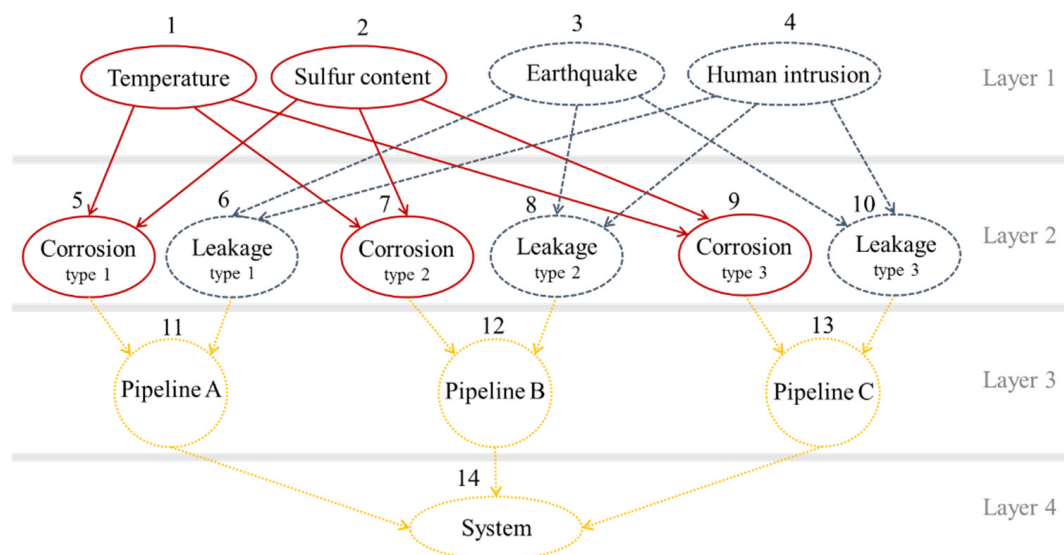 1
2
3
4
Temperature
Sulfur content
Earthquake
Human intrusion
Layer 1
5
6
7
8
9
10
Corrosion
type 1
Leakage
type 1
Corrosion
type 2
Leakage
type 2
Corrosion
type 3
Leakage
type 3
Layer 2
11
12
13
Pipeline A
Pipeline B
Pipeline C
Layer 3
14
System
Layer 4